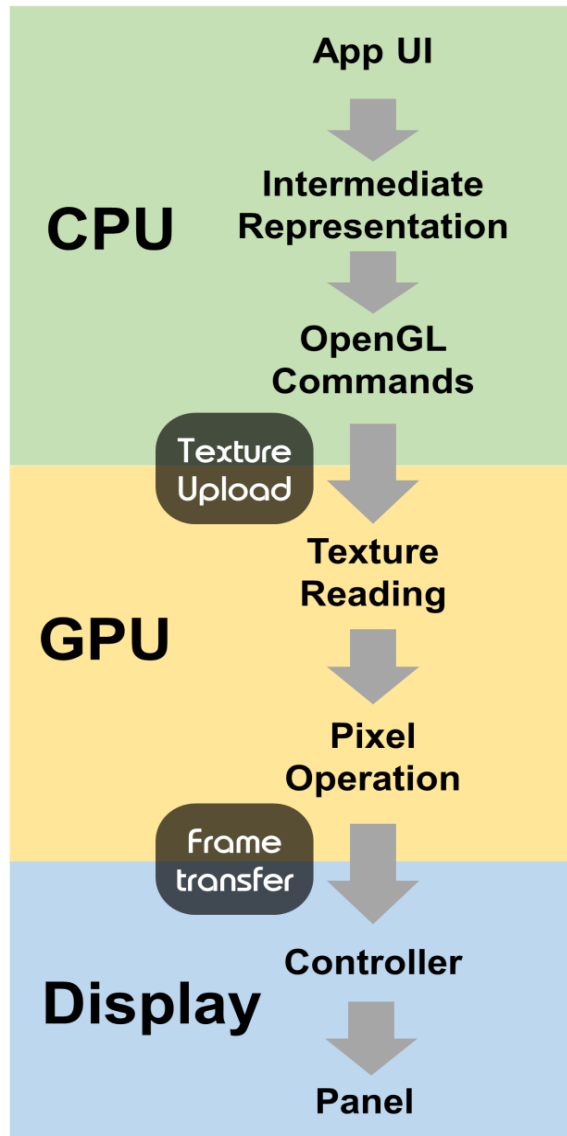 App UI
Intermediate
Representation
CPU
OpenGL
Commands
Texture
Upload
Texture
Reading
GPU
Pixel
Operation
Frame
transfer
Controller
Display
Panel